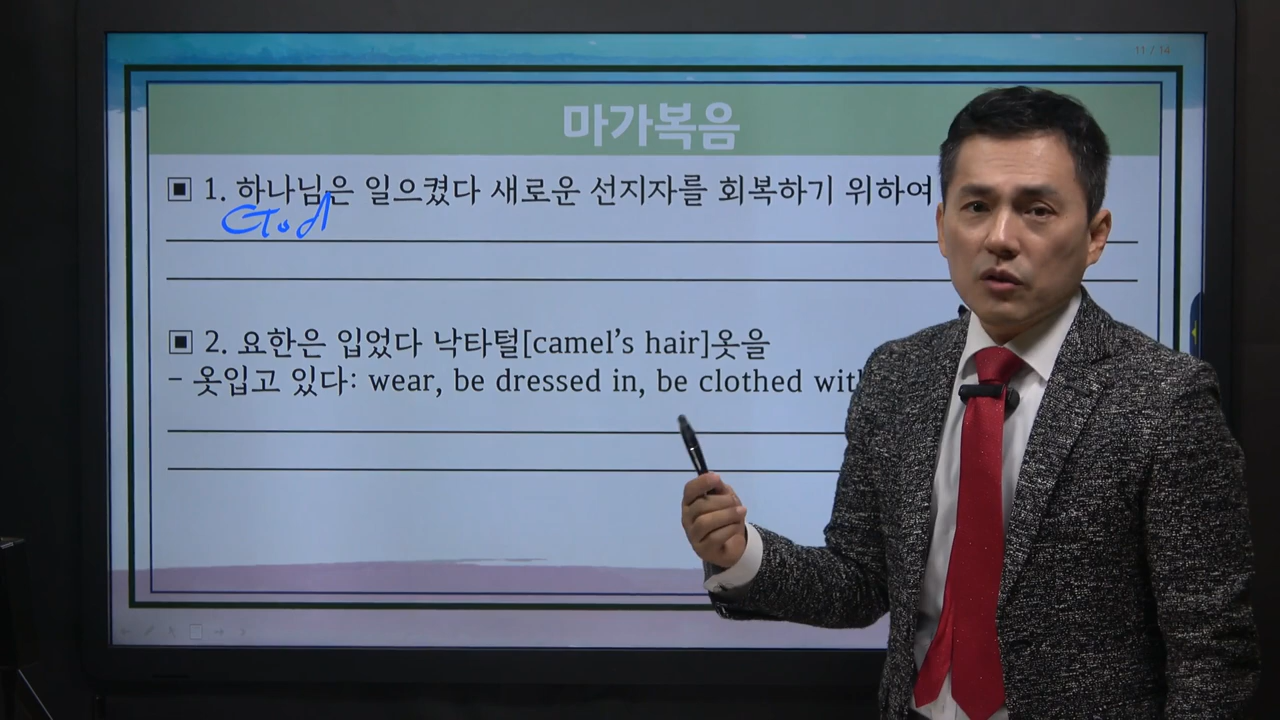 11 / 14
마가복음
▣ 1. 하나님은 일으켰다 새로운 선지자를 회복하기 위하여
God
▣ 2. 요한은 입었다 낙타털[camel’s hair]옷을
– 옷입고 있다: wear, be dressed in, be clothed with